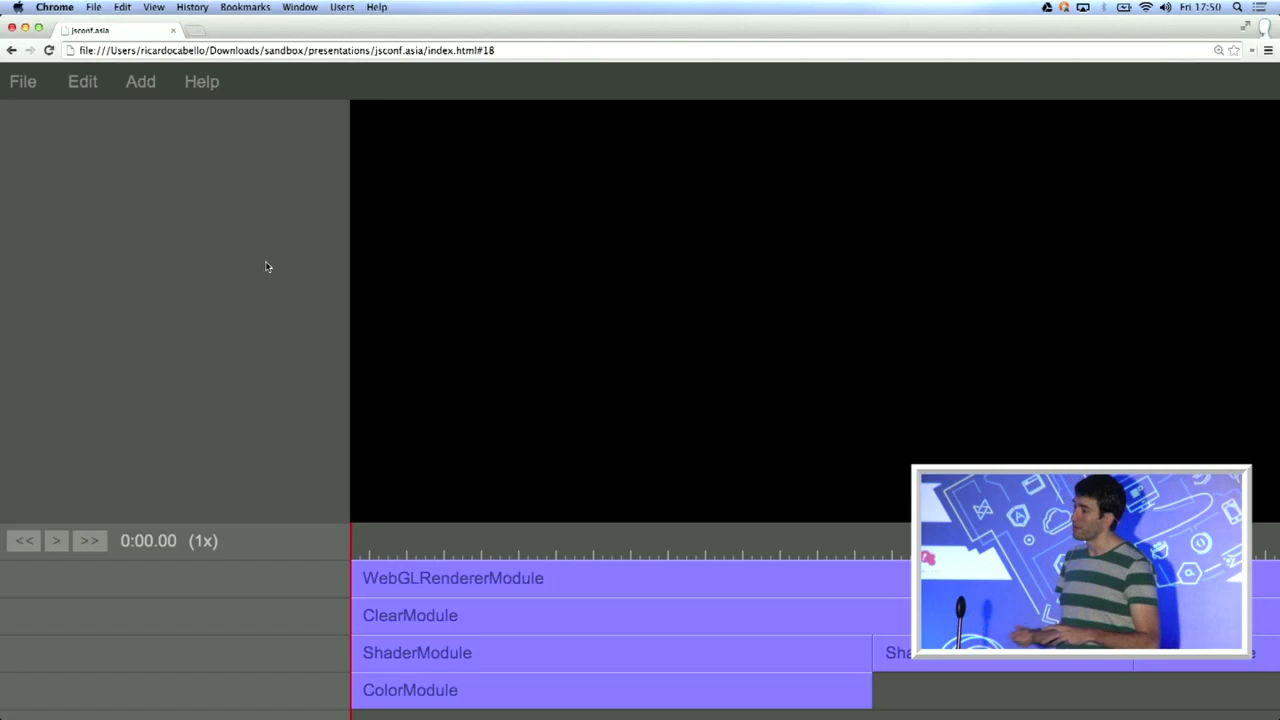 Chrome File Edit View History Bookmarks Window Users Help Fri 17:50
jsconf.asia
file:///Users/ricardocabello/Downloads/sandbox/presentations/jsconf.asia/index.html#18
File Edit Add Help
<< > >> 0:00.00 (1x)
WebGLRendererModule
ClearModule
ShaderModule Sha e
ColorModule